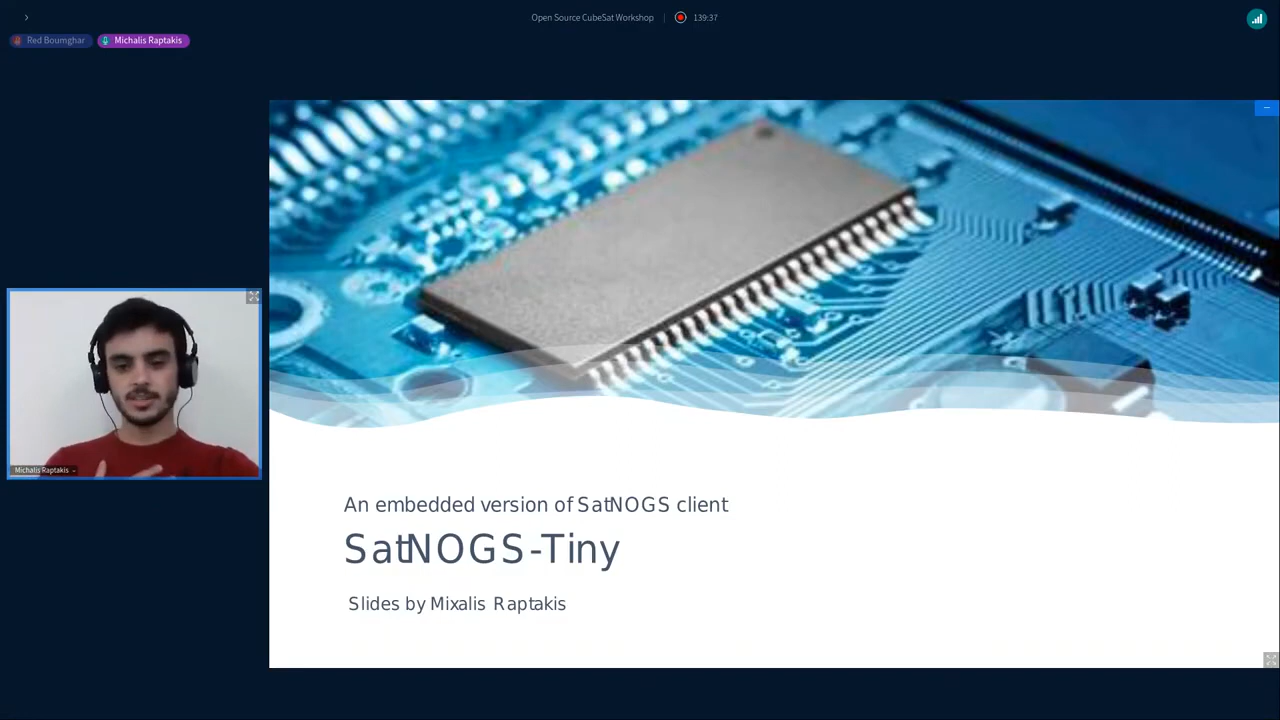 Open Source CubeSat Workshop
139:37
Red Boumghar
Michalis Raptakis
Michalis Raptakis
An embedded version of SatNOGS client
SatNOGS-Tiny
Slides by Mixalis Raptakis